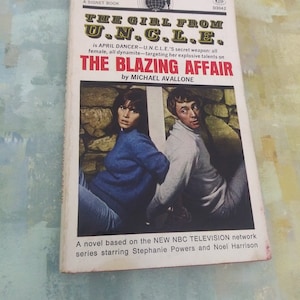 A SIGNET BOOK
D3042
THE GIRL FROM
U.N.C.L.E.
is APRIL DANCER—U.N.C.L.E.'S secret weapon: all
female, all dynamite—targeting her explosive talents on
THE BLAZING AFFAIR
by MICHAEL AVALLONE
A novel based on the NEW NBC TELEVISION network
series starring Stephanie Powers and Noel Harrison